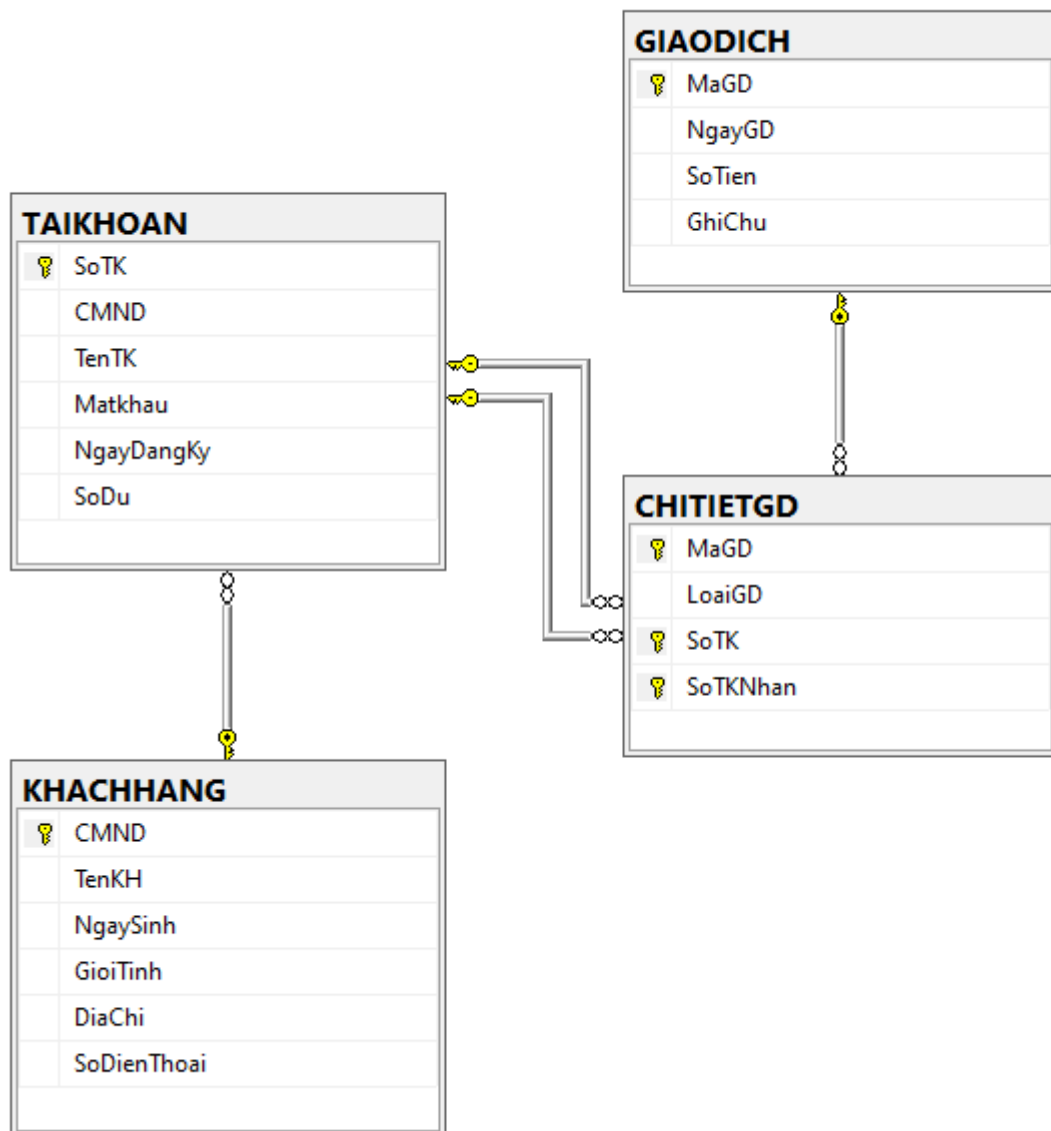 GIAODICH
MaGD
NgayGD
SoTien
GhiChu
TAIKHOAN
SoTK
CMND
TenTK
Matkhau
NgayDangKy
SoDu
CHITIETGD
MaGD
LoaiGD
SoTK
SoTKNhan
KHACHHANG
CMND
TenKH
NgaySinh
GioiTinh
DiaChi
SoDienThoai